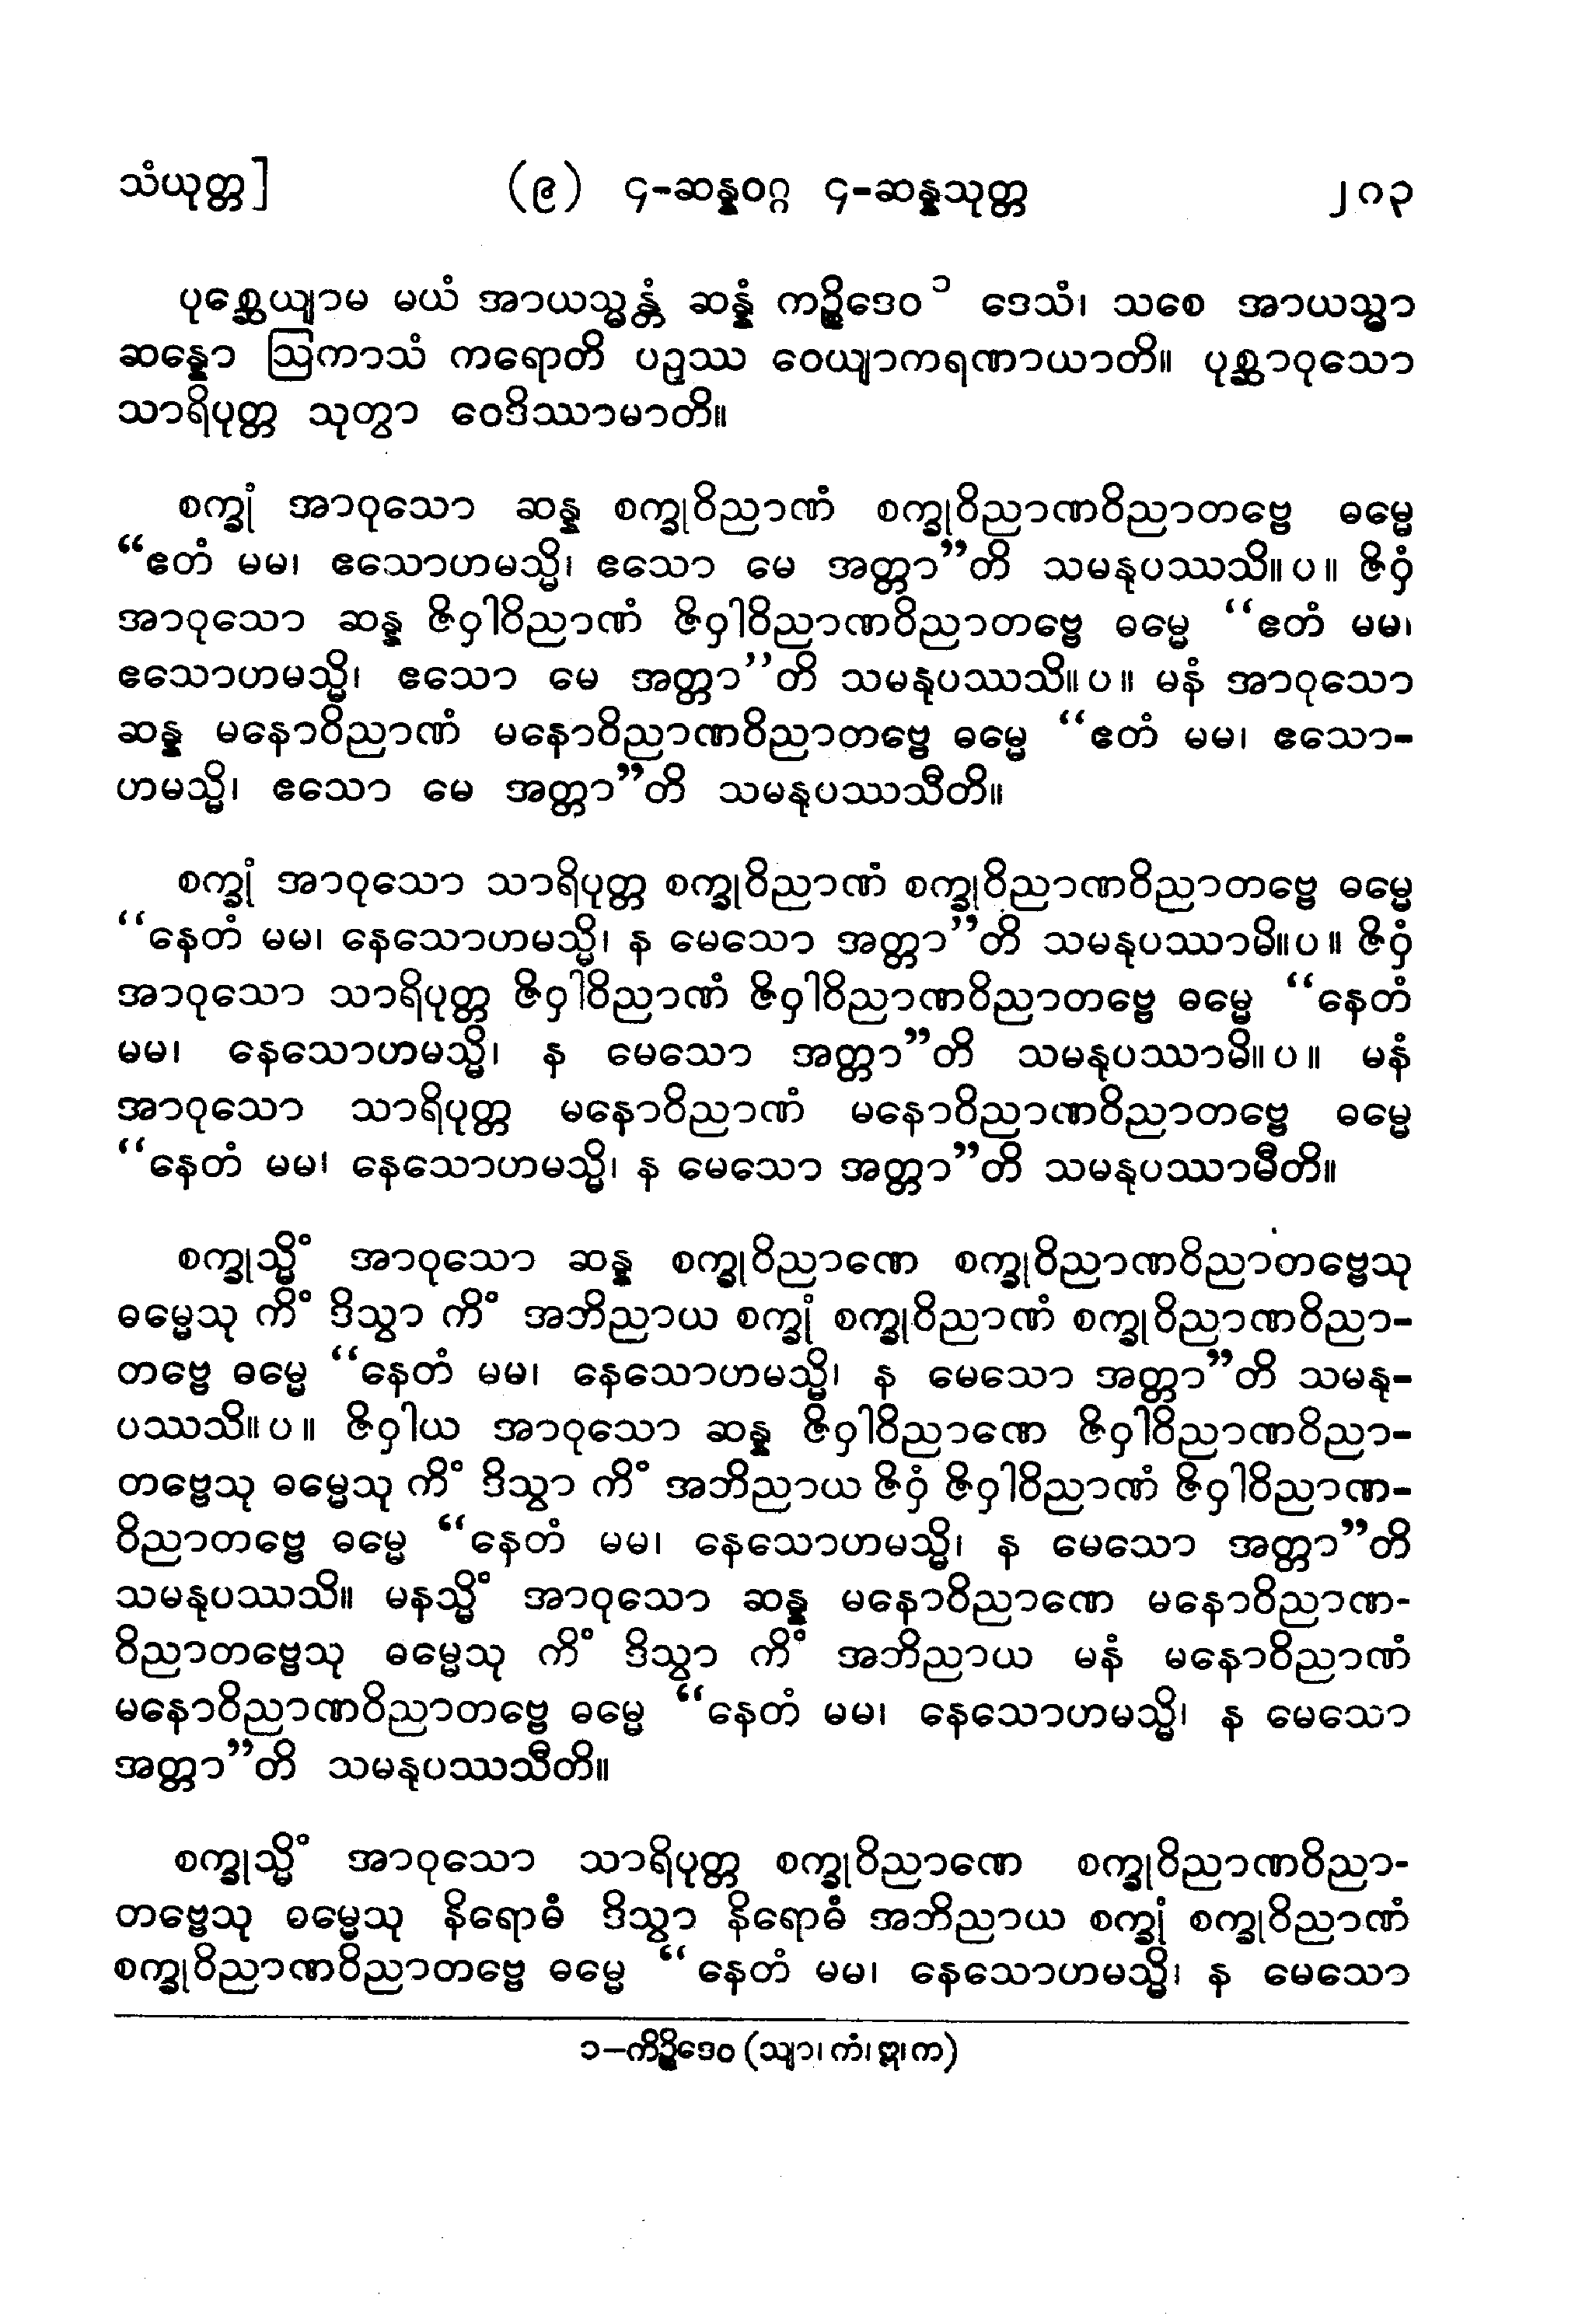 သံယုတ္တ] (၉) ၄-ဆန္နဝဂ္ဂ ၄-ဆန္နသုတ္တ ၂၈၃
ပုစ္ဆေယျာမ မယံ အာယသ္မန္တံ ဆန္နံ ကဉ္စိဒေဝ ၁ ဒေသံ၊ သစေ အာယသ္မာ
ဆန္နော ဩကာသံ ကရောတိ ပဉှဿ ဝေယျာကရဏာယာတိ။ ပုစ္ဆာဝုသော
သာရိပုတ္တ သုတွာ ဝေဒိဿာမာတိ။
စက္ခုံ အာဝုသော ဆန္န စက္ခုဝိညာဏံ စက္ခုဝိညာဏဝိညာတဗ္ဗေ ဓမ္မေ
“ဧတံ မမ၊ ဧသောဟမသ္မိ၊ ဧသော မေ အတ္တာ”တိ သမနုပဿသိ။ ပ။ ဇိဝှံ
အာဝုသော ဆန္န ဇိဝှါဝိညာဏံ ဇိဝှါဝိညာဏဝိညာတဗ္ဗေ ဓမ္မေ “ဧတံ မမ၊
ဧသောဟမသ္မိ၊ ဧသော မေ အတ္တာ”တိ သမနုပဿသိ။ ပ။ မနံ အာဝုသော
ဆန္န မနောဝိညာဏံ မနောဝိညာဏဝိညာတဗ္ဗေ ဓမ္မေ “ဧတံ မမ၊ ဧသော-
ဟမသ္မိ၊ ဧသော မေ အတ္တာ”တိ သမနုပဿသီတိ။
စက္ခုံ အာဝုသော သာရိပုတ္တ စက္ခုဝိညာဏံ စက္ခုဝိညာဏဝိညာတဗ္ဗေ ဓမ္မေ
“နေတံ မမ၊ နေသောဟမသ္မိ၊ န မေသော အတ္တာ”တိ သမနုပဿာမိ။ ပ။ ဇိဝှံ
အာဝုသော သာရိပုတ္တ ဇိဝှါဝိညာဏံ ဇိဝှါဝိညာဏဝိညာတဗ္ဗေ ဓမ္မေ “နေတံ
မမ၊ နေသောဟမသ္မိ၊ န မေသော အတ္တာ”တိ သမနုပဿာမိ။ ပ။ မနံ
အာဝုသော သာရိပုတ္တ မနောဝိညာဏံ မနောဝိညာဏဝိညာတဗ္ဗေ ဓမ္မေ
“နေတံ မမ၊ နေသောဟမသ္မိ၊ န မေသော အတ္တာ”တိ သမနုပဿာမီတိ။
စက္ခုသ္မိံ အာဝုသော ဆန္န စက္ခုဝိညာဏေ စက္ခုဝိညာဏဝိညာတဗ္ဗေသု
ဓမ္မေသု ကိံ ဒိသွာ ကိံ အဘိညာယ စက္ခုံ စက္ခုဝိညာဏံ စက္ခုဝိညာဏဝိညာ-
တဗ္ဗေ ဓမ္မေ “နေတံ မမ၊ နေသောဟမသ္မိ၊ န မေသော အတ္တာ”တိ သမနု-
ပဿသိ။ ပ။ ဇိဝှါယ အာဝုသော ဆန္န ဇိဝှါဝိညာဏေ ဇိဝှါဝိညာဏဝိညာ-
တဗ္ဗေသု ဓမ္မေသု ကိံ ဒိသွာ ကိံ အဘိညာယ ဇိဝှံ ဇိဝှါဝိညာဏံ ဇိဝှါဝိညာဏ-
ဝိညာတဗ္ဗေ ဓမ္မေ “နေတံ မမ၊ နေသောဟမသ္မိ၊ န မေသော အတ္တာ”တိ
သမနုပဿသိ။ မနသ္မိံ အာဝုသော ဆန္န မနောဝိညာဏေ မနောဝိညာဏ-
ဝိညာတဗ္ဗေသု ဓမ္မေသု ကိံ ဒိသွာ ကိံ အဘိညာယ မနံ မနောဝိညာဏံ
မနောဝိညာဏဝိညာတဗ္ဗေ ဓမ္မေ “နေတံ မမ၊ နေသောဟမသ္မိ၊ န မေသော
အတ္တာ”တိ သမနုပဿသီတိ။
စက္ခုသ္မိံ အာဝုသော သာရိပုတ္တ စက္ခုဝိညာဏေ စက္ခုဝိညာဏဝိညာ-
တဗ္ဗေသု ဓမ္မေသု နိရောဓံ ဒိသွာ နိရောဓံ အဘိညာယ စက္ခုံ စက္ခုဝိညာဏံ
စက္ခုဝိညာဏဝိညာတဗ္ဗေ ဓမ္မေ “ နေတံ မမ၊ နေသောဟမသ္မိ၊ န မေသော
၁-ကိဉ္စိဒေဝ (သျာ၊ ကံ၊ ဋ္ဌ၊ က)